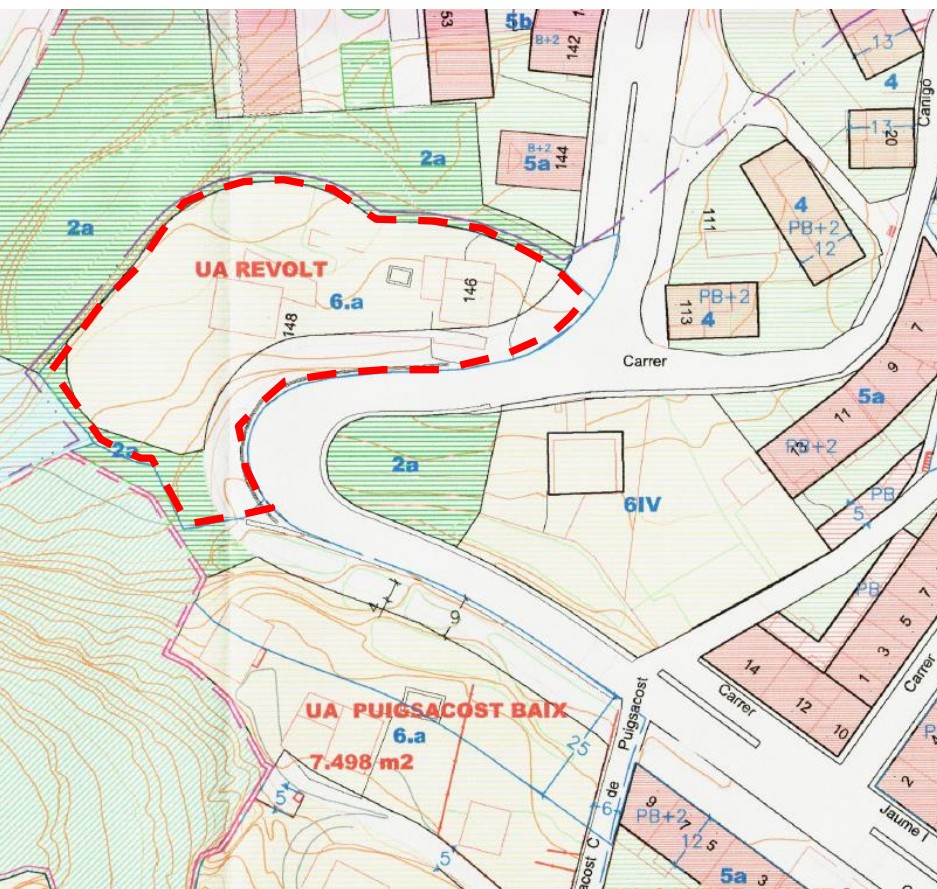 53
5b
B+2
142
13
4
Canigó
13
20
2a
B+2
5a
144
4
PB+2
12
2a
111
UA REVOLT
6.a
146
148
PB+2
113
4
7
Carrer
9
5a
11
13
PB+2
2a
2a
6IV
PB
5
PB
4
9
7
5
3
14
1
Carrer
12
10
Carrer
Puigsacost
UA PUIGSACOST BAIX
6.a
25
7.498 m2
de
6
5
9
PB+2
7
12
5
2
Jaume I
5
acost C
5a
3